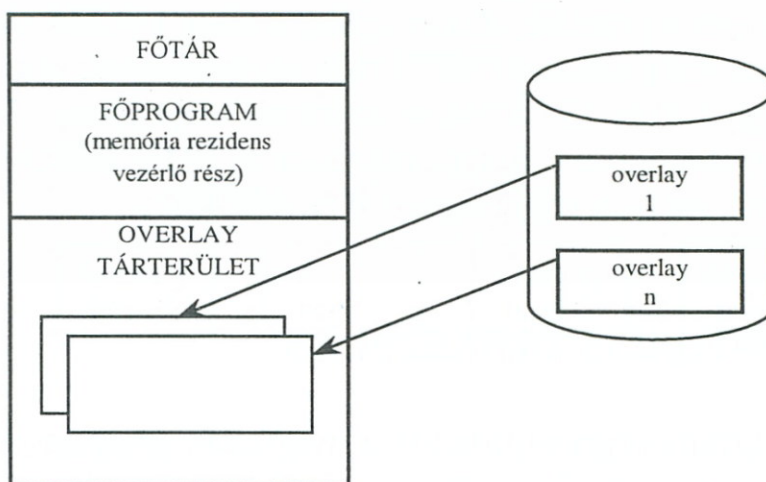 FŐTÁR
FŐPROGRAM
(memória rezidens
vezérlő rész)
OVERLAY
TÁRTERÜLET
overlay
1
overlay
n